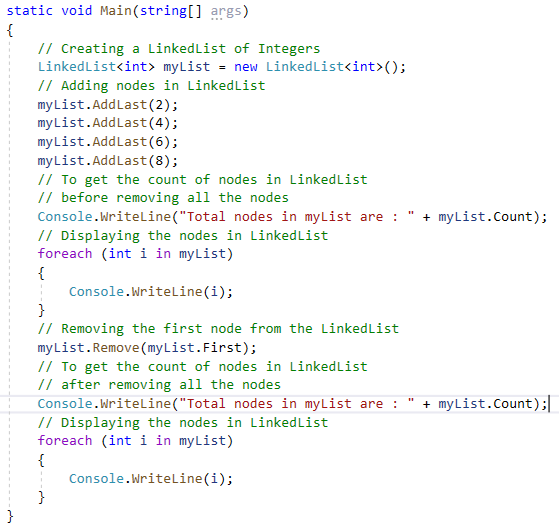 static void Main(string[] args)
{
    // Creating a LinkedList of Integers
    LinkedList<int> myList = new LinkedList<int>();
    // Adding nodes in LinkedList
    myList.AddLast(2);
    myList.AddLast(4);
    myList.AddLast(6);
    myList.AddLast(8);
    // To get the count of nodes in LinkedList
    // before removing all the nodes
    Console.WriteLine("Total nodes in myList are : " + myList.Count);
    // Displaying the nodes in LinkedList
    foreach (int i in myList)
    {
        Console.WriteLine(i);
    }
    // Removing the first node from the LinkedList
    myList.Remove(myList.First);
    // To get the count of nodes in LinkedList
    // after removing all the nodes
    Console.WriteLine("Total nodes in myList are : " + myList.Count);
    // Displaying the nodes in LinkedList
    foreach (int i in myList)
    {
        Console.WriteLine(i);
    }
}